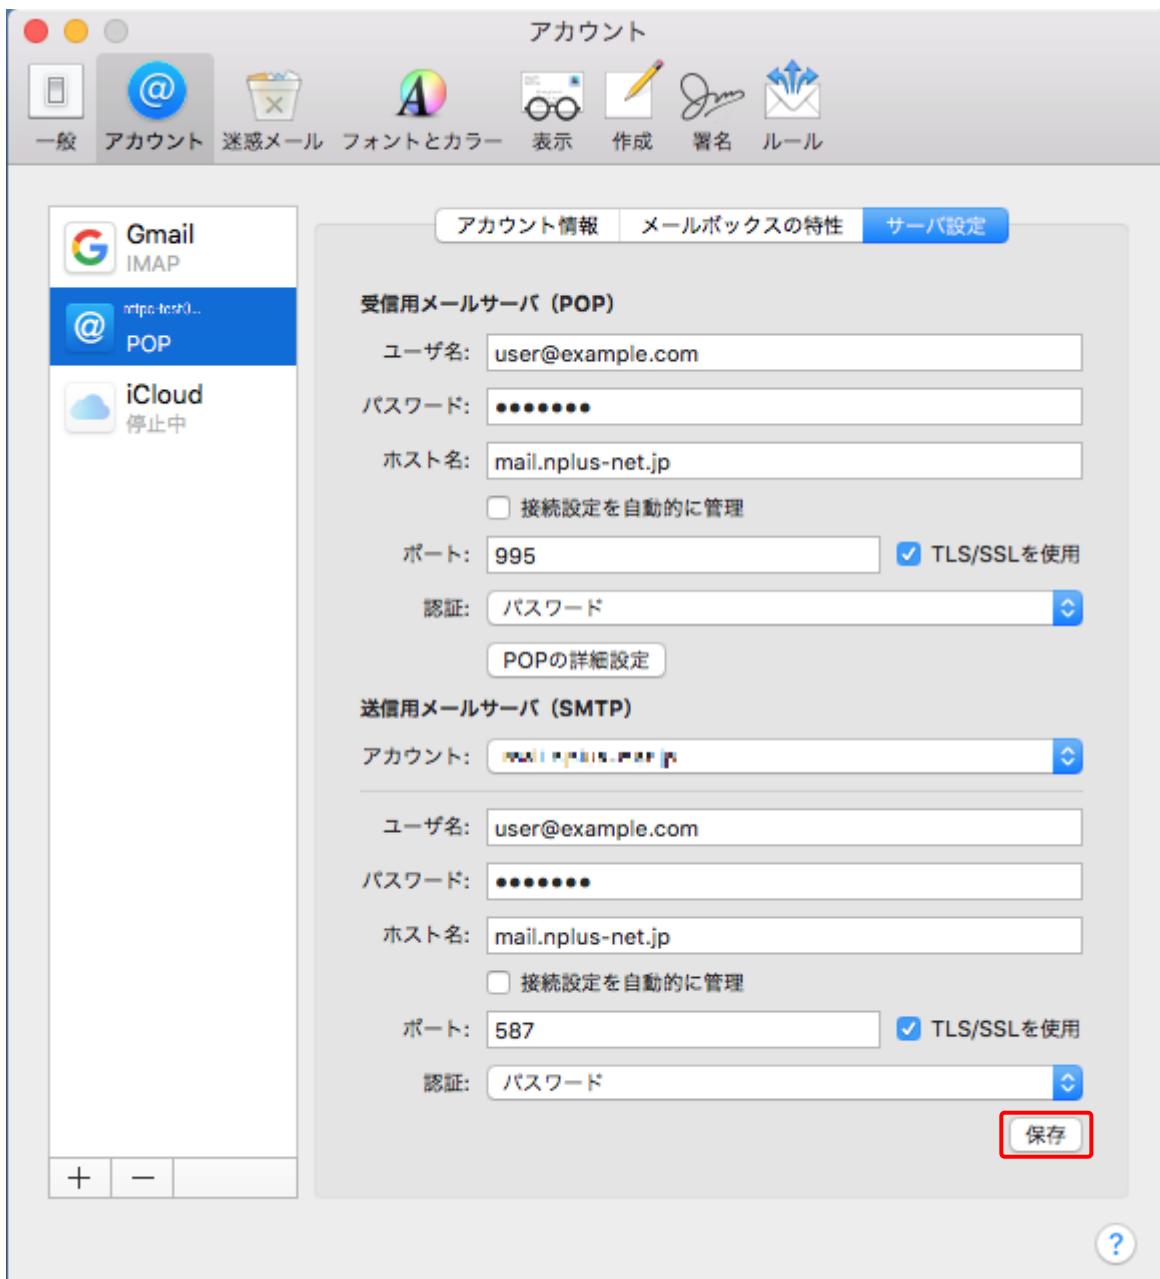 アカウント
一般 アカウント 迷惑メール フォントとカラー 表示 作成 署名 ルール
アカウント情報 メールボックスの特性 サーバ設定
Gmail
IMAP
POP
iCloud
停止中
受信用メールサーバ（POP）
ユーザ名: user@example.com
パスワード: •••••••
ホスト名: mail.nplus-net.jp
接続設定を自動的に管理
ポート: 995 TLS/SSLを使用
認証: パスワード
POPの詳細設定
送信用メールサーバ（SMTP）
アカウント:
ユーザ名: user@example.com
パスワード: •••••••
ホスト名: mail.nplus-net.jp
接続設定を自動的に管理
ポート: 587 TLS/SSLを使用
認証: パスワード
保存
+ −
?